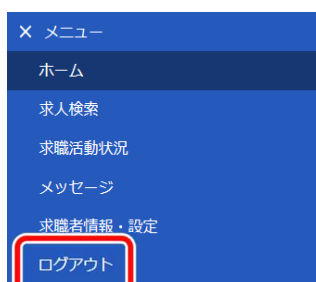 × メニュー
ホーム
求人検索
求職活動状況
メッセージ
求職者情報・設定
ログアウト